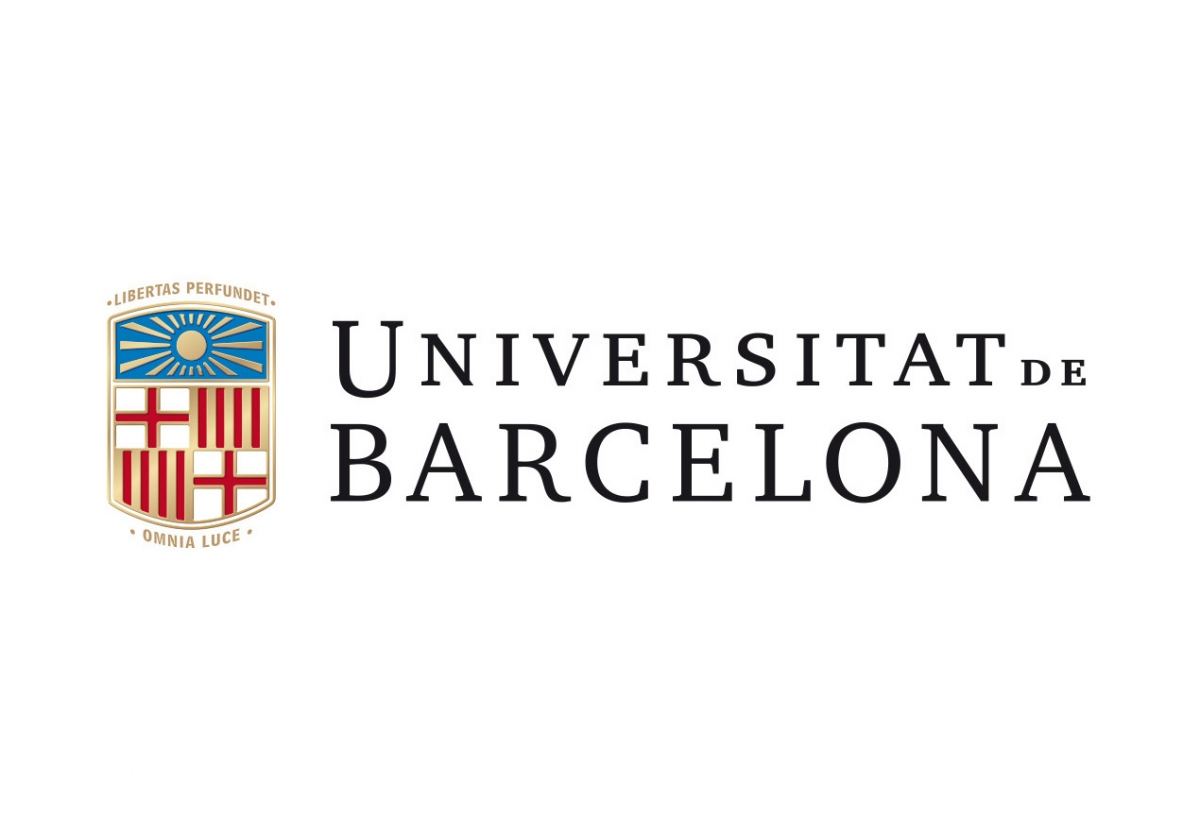 ·LIBERTAS PERFUNDET·
UNIVERSITAT DE
BARCELONA
· OMNIA LUCE ·